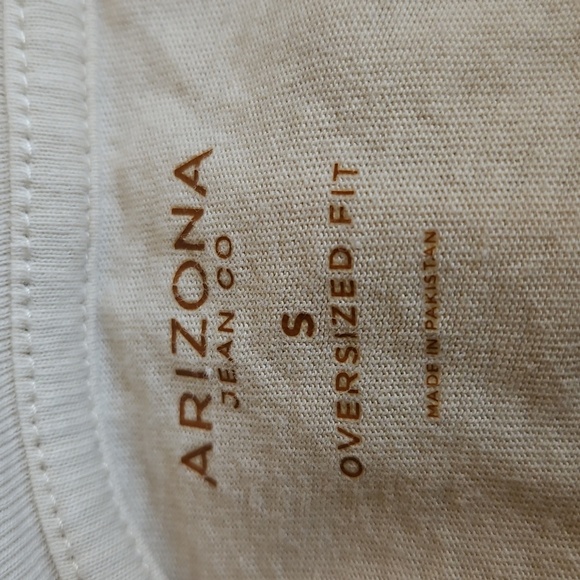 ARIZONA
JEAN CO
S
OVERSIZED FIT
MADE IN PAKISTAN